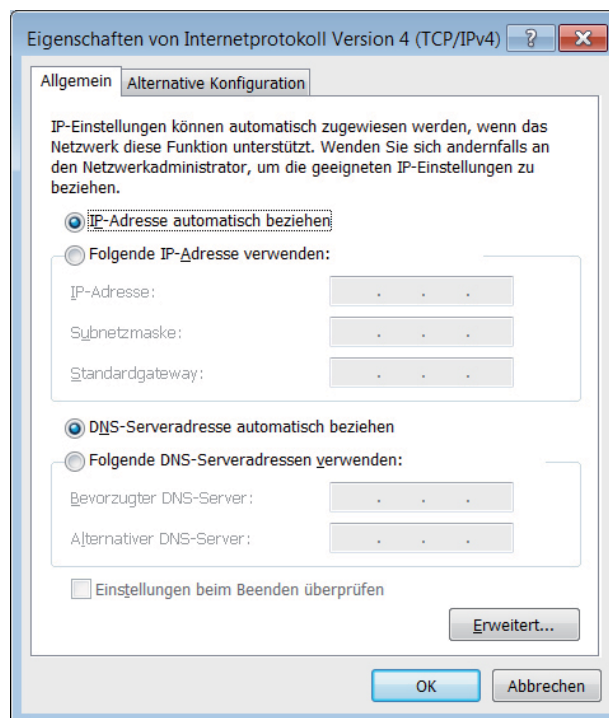 Eigenschaften von Internetprotokoll Version 4 (TCP/IPv4)
Allgemein
Alternative Konfiguration
IP-Einstellungen können automatisch zugewiesen werden, wenn das
Netzwerk diese Funktion unterstützt. Wenden Sie sich andernfalls an
den Netzwerkadministrator, um die geeigneten IP-Einstellungen zu
beziehen.
IP-Adresse automatisch beziehen
Folgende IP-Adresse verwenden:
IP-Adresse:
Subnetzmaske:
Standardgateway:
DNS-Serveradresse automatisch beziehen
Folgende DNS-Serveradressen verwenden:
Bevorzugter DNS-Server:
Alternativer DNS-Server:
Einstellungen beim Beenden überprüfen
Erweitert...
OK
Abbrechen